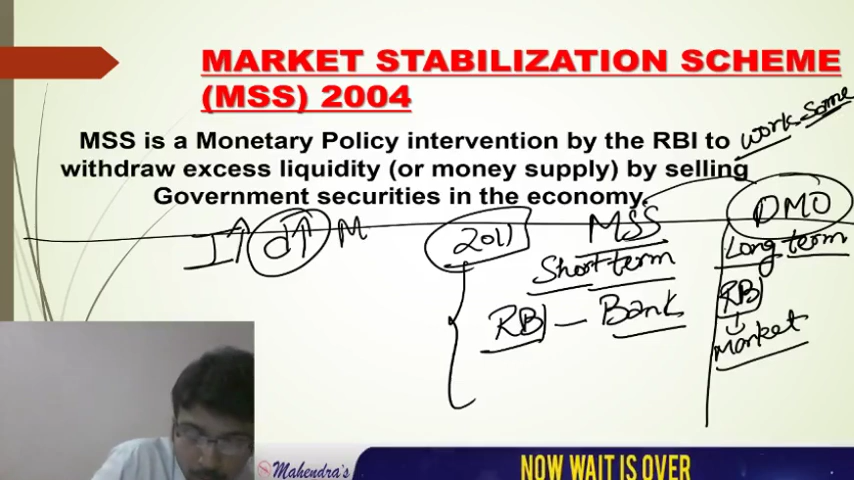 MARKET STABILIZATION SCHEME
(MSS) 2004
MSS is a Monetary Policy intervention by the RBI to
withdraw excess liquidity (or money supply) by selling
Government securities in the economy.
work same
I↑ d↑ M
2011
MSS
Short term
RBI — Bank
OMO
Long term
RBI
Market
Mahendra's
NOW WAIT IS OVER